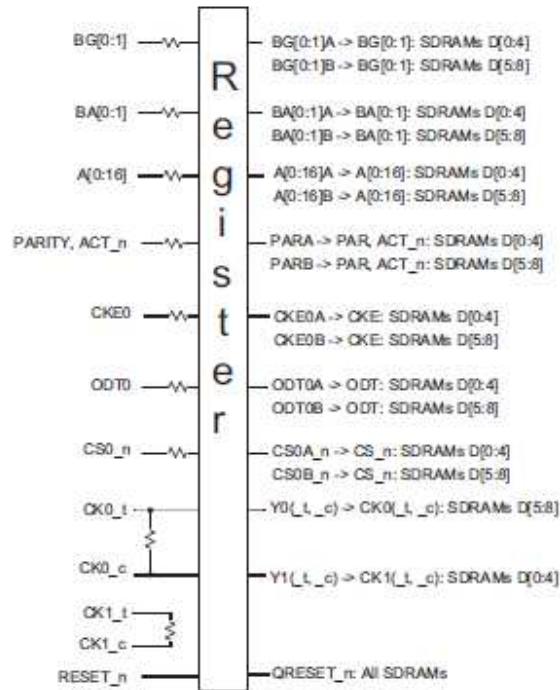 BG[0:1]
BG[0:1]A -> BG[0:1]: SDRAMs D[0:4]
BG[0:1]B -> BG[0:1]: SDRAMs D[5:8]
BA[0:1]
BA[0:1]A -> BA[0:1]: SDRAMs D[0:4]
BA[0:1]B -> BA[0:1]: SDRAMs D[5:8]
A[0:16]
A[0:16]A -> A[0:16]: SDRAMs D[0:4]
A[0:16]B -> A[0:16]: SDRAMs D[5:8]
PARITY, ACT_n
PARA -> PAR, ACT_n: SDRAMs D[0:4]
PARB -> PAR, ACT_n: SDRAMs D[5:8]
CKE0
CKE0A -> CKE: SDRAMs D[0:4]
CKE0B -> CKE: SDRAMs D[5:8]
ODT0
ODT0A -> ODT: SDRAMs D[0:4]
ODT0B -> ODT: SDRAMs D[5:8]
CS0_n
CS0A_n -> CS_n: SDRAMs D[0:4]
CS0B_n -> CS_n: SDRAMs D[5:8]
CK0_t
Y0(_t, _c) -> CK0(_t, _c): SDRAMs D[5:8]
CK0_c
Y1(_t, _c) -> CK1(_t, _c): SDRAMs D[0:4]
CK1_t
CK1_c
RESET_n
QRESET_n: All SDRAMs
Register